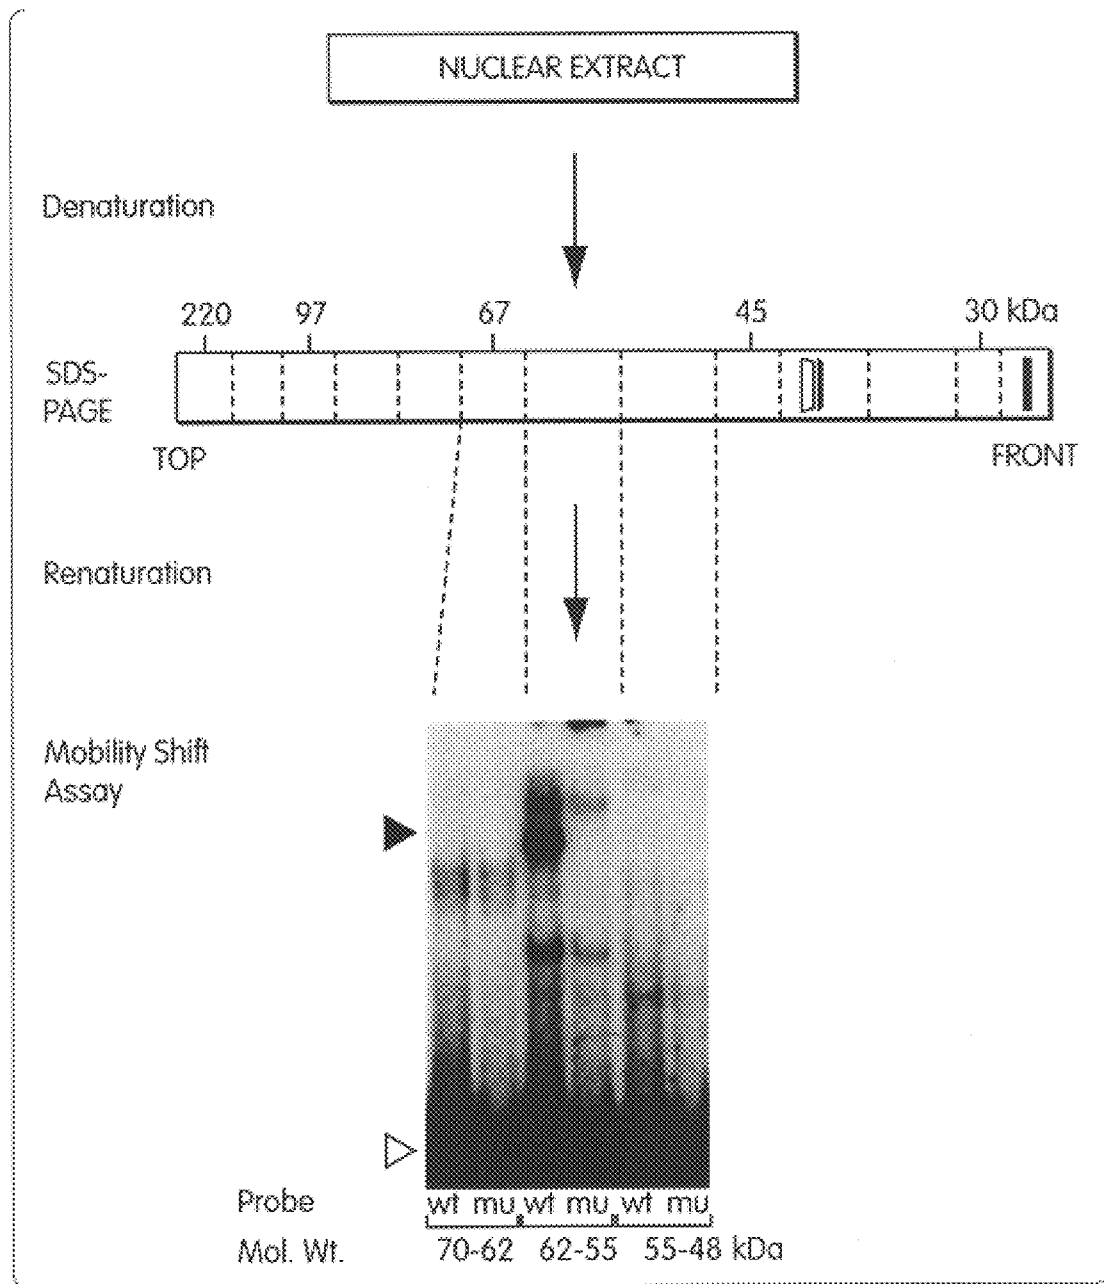 NUCLEAR EXTRACT
Denaturation
220 97 67 45 30 kDa
SDS-
PAGE
TOP FRONT
Renaturation
Mobility Shift
Assay
Probe wt mu wt mu wt mu
Mol. Wt. 70-62 62-55 55-48 kDa